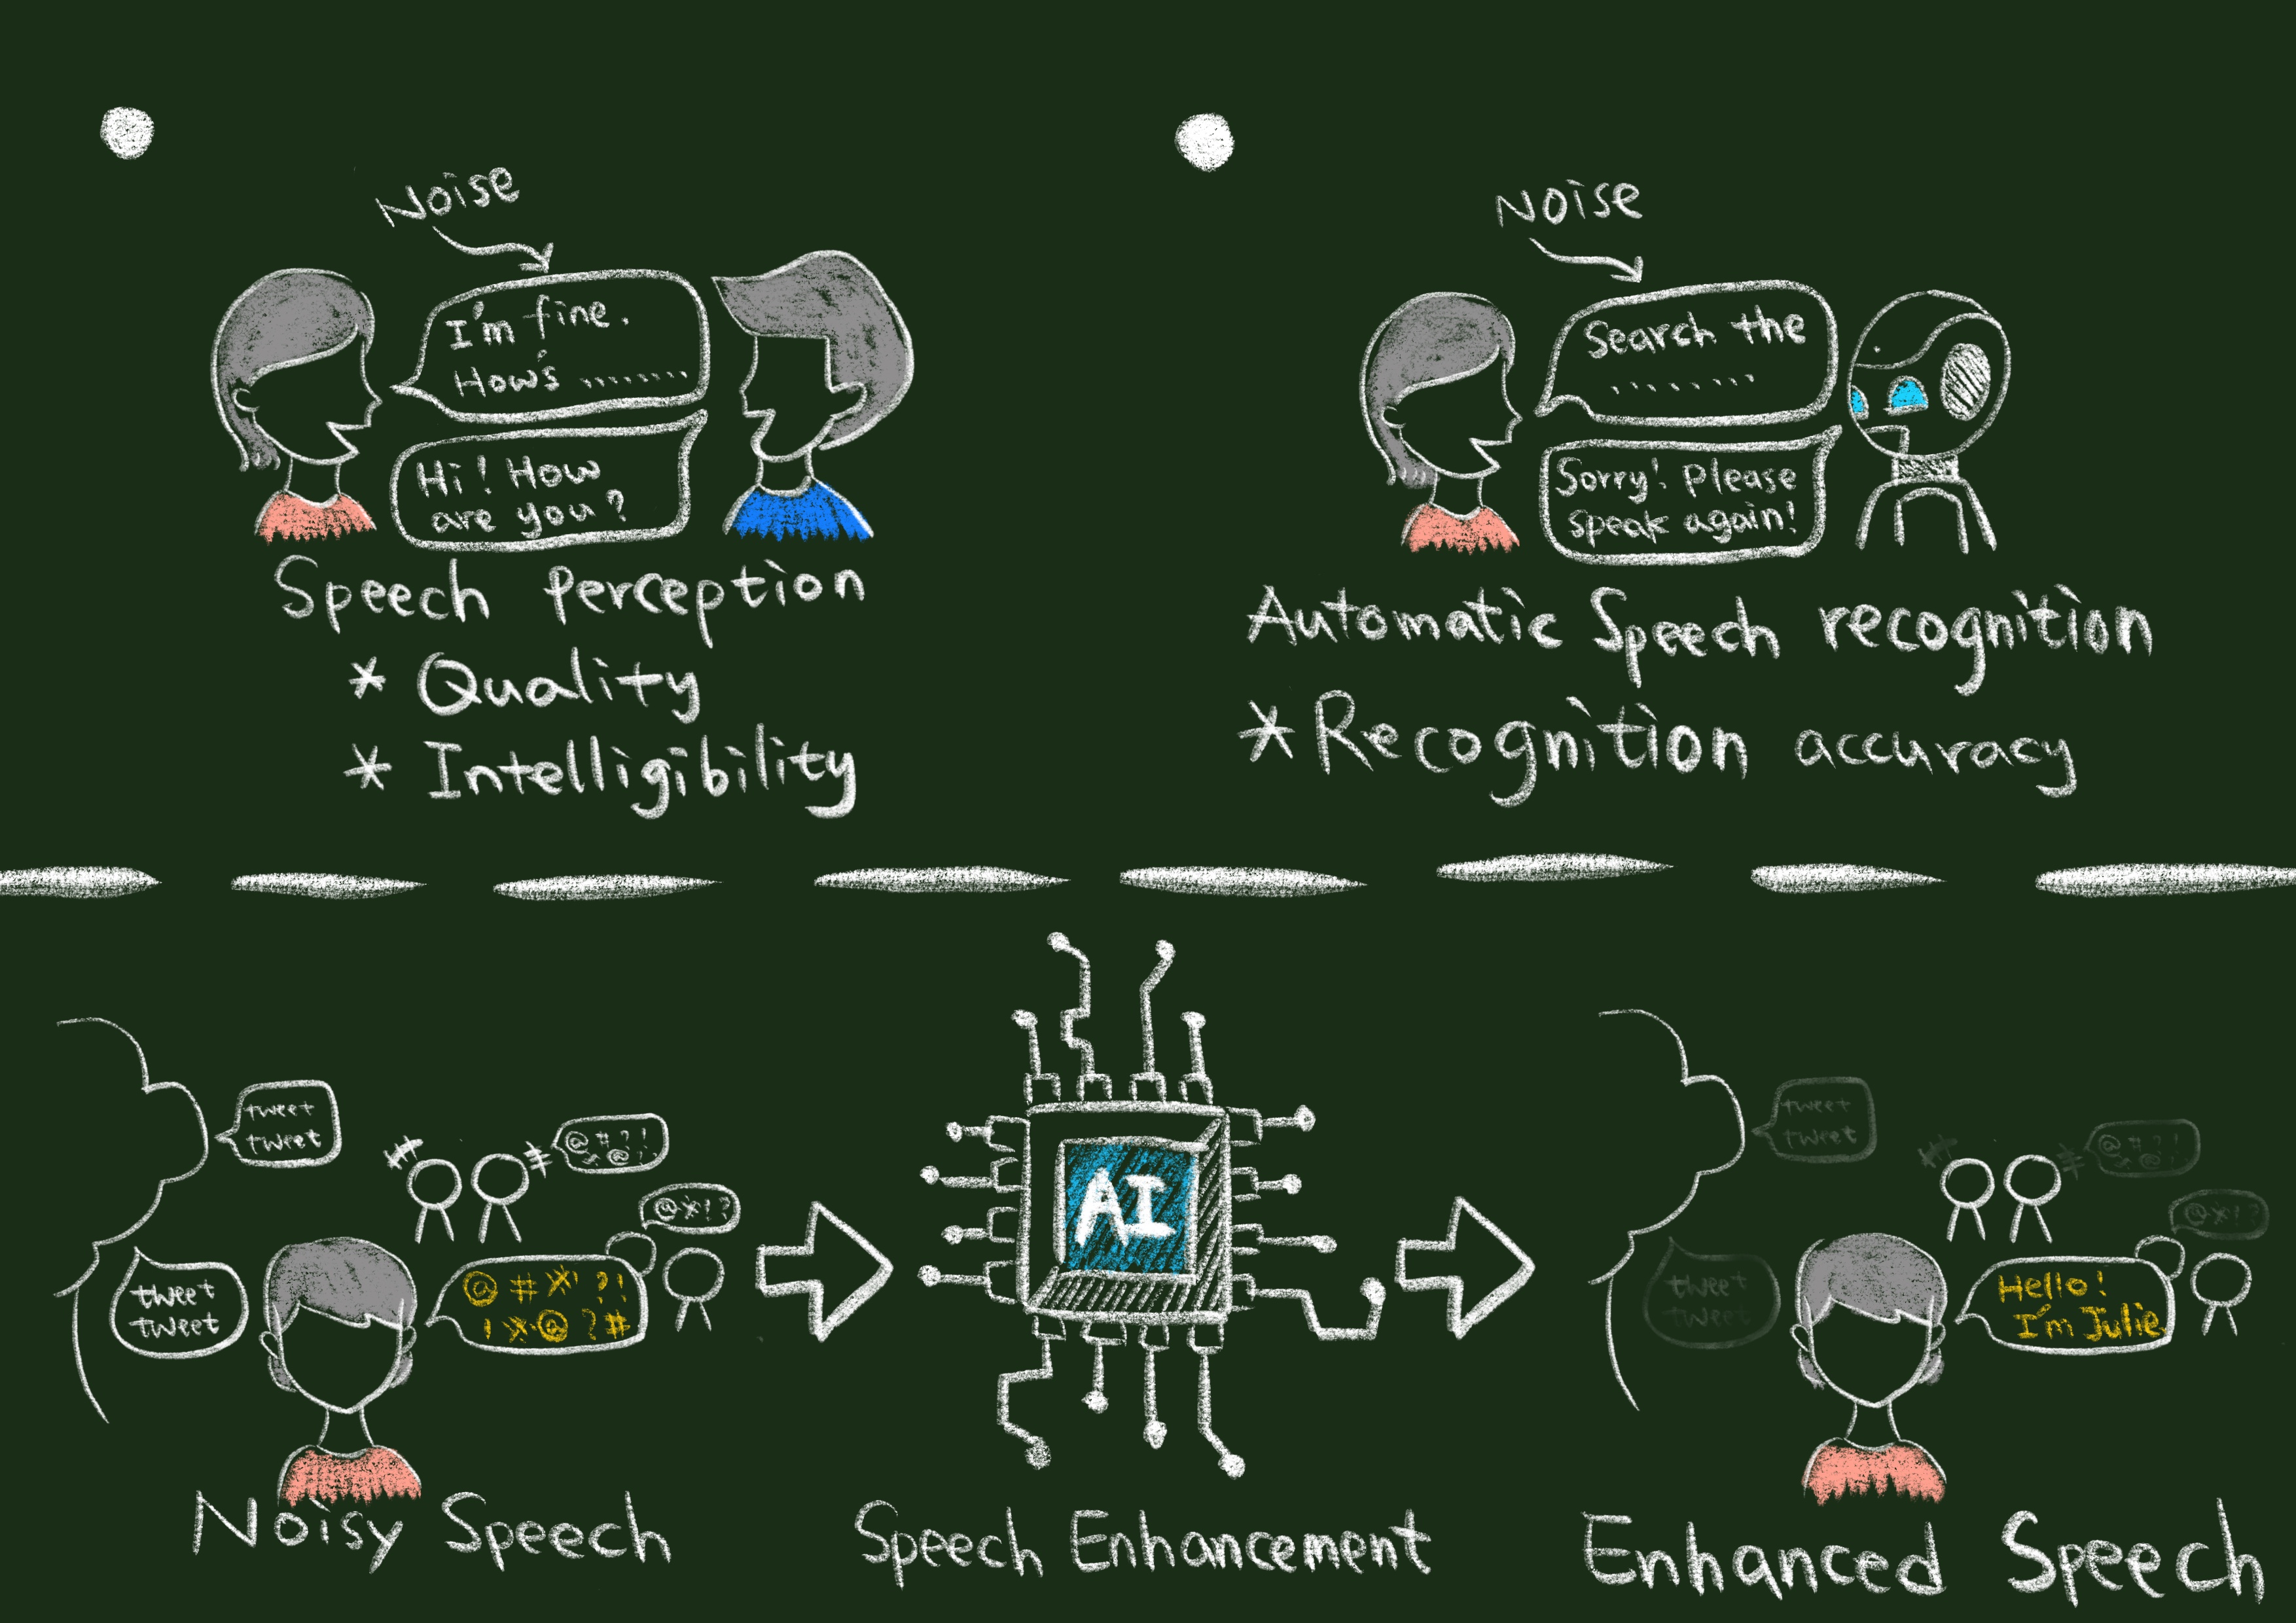 Noise
I'm fine.
How's ........
Hi! How
are you?
Speech perception
* Quality
* Intelligibility
Noise
Search the
........
Sorry! please
speak again!
Automatic Speech recognition
* Recognition accuracy
tweet
tweet
tweet
tweet
@#*!?!
!*@?#
@*!?
Noisy Speech
AI
Speech Enhancement
tweet
tweet
tweet
tweet
@*!?
Hello!
I'm Julie
Enhanced Speech